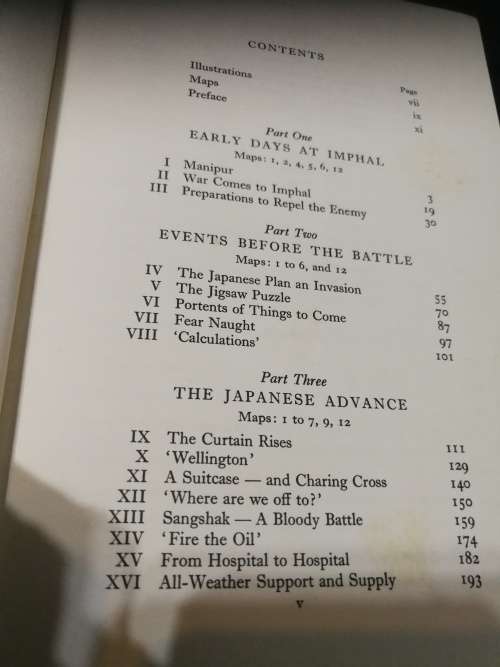 CONTENTS
Page
Illustrations vii
Maps ix
Preface xi
Part One
EARLY DAYS AT IMPHAL
Maps: 1, 2, 4, 5, 6, 12
I Manipur 3
II War Comes to Imphal 19
III Preparations to Repel the Enemy 30
Part Two
EVENTS BEFORE THE BATTLE
Maps: 1 to 6, and 12
IV The Japanese Plan an Invasion 55
V The Jigsaw Puzzle 70
VI Portents of Things to Come 87
VII Fear Naught 97
VIII 'Calculations' 101
Part Three
THE JAPANESE ADVANCE
Maps: 1 to 7, 9, 12
IX The Curtain Rises 111
X 'Wellington' 129
XI A Suitcase — and Charing Cross 140
XII 'Where are we off to?' 150
XIII Sangshak — A Bloody Battle 159
XIV 'Fire the Oil' 174
XV From Hospital to Hospital 182
XVI All-Weather Support and Supply 193
v